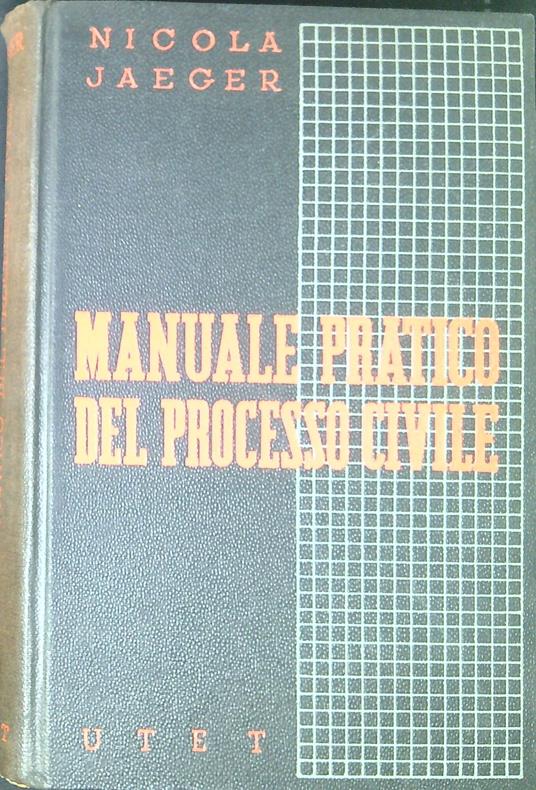 NICOLA
JAEGER
MANUALE PRATICO
DEL PROCESSO CIVILE
UTET